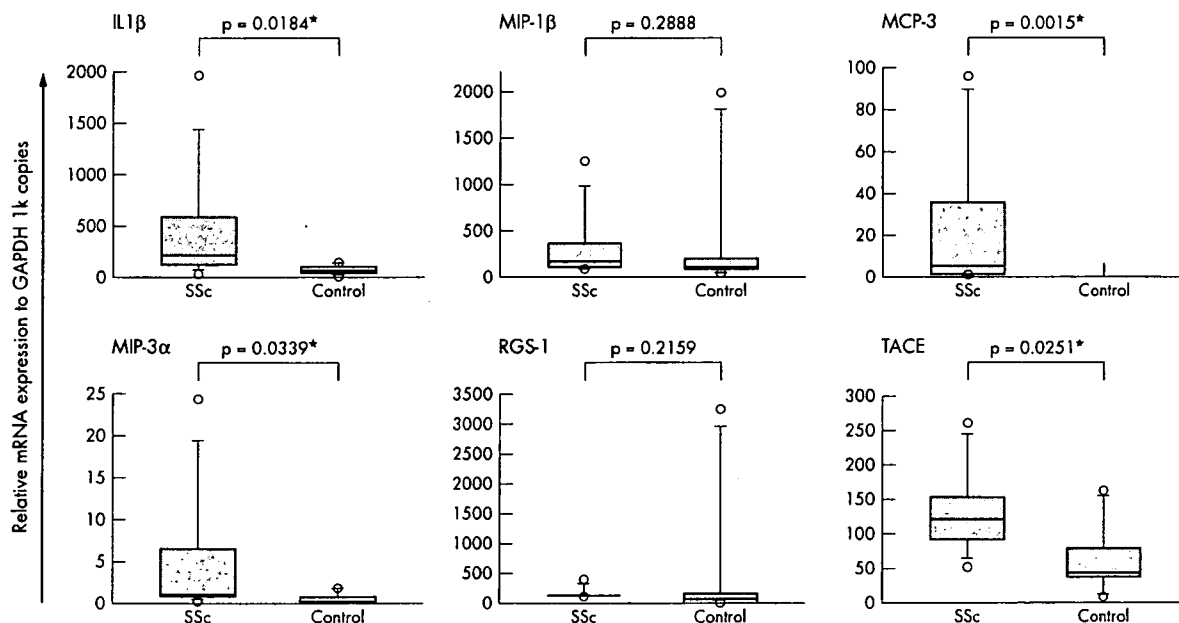 Relative mRNA expression to GAPDH 1k copies
IL1β
p = 0.0184*
2000
1500
1000
500
0
SSc Control
MIP-1β
p = 0.2888
2000
1500
1000
500
0
SSc Control
MCP-3
p = 0.0015*
100
80
60
40
20
0
SSc Control
MIP-3α
p = 0.0339*
25
20
15
10
5
0
SSc Control
RGS-1
p = 0.2159
3500
3000
2500
2000
1500
1000
500
0
SSc Control
TACE
p = 0.0251*
300
250
200
150
100
50
0
SSc Control